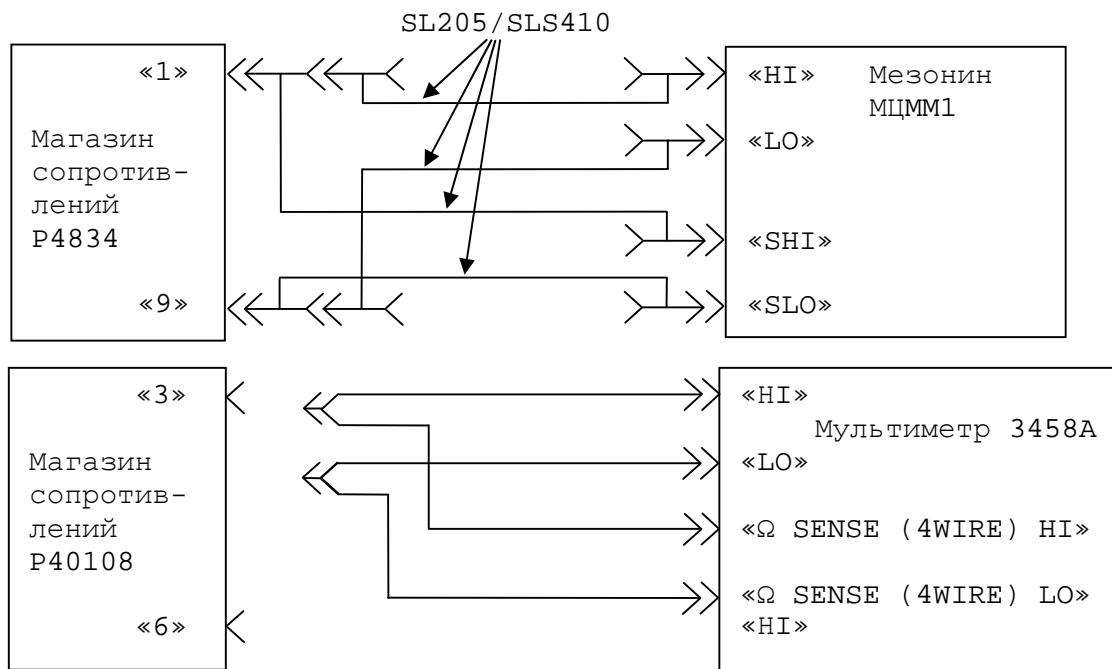 SL205/SLS410
«1»
Магазин
сопротив-
лений
Р4834
«9»
«HI» Мезонин
МЦММ1
«LO»
«SHI»
«SLO»
«3»
Магазин
сопротив-
лений
Р40108
«6»
«HI»
Мультиметр 3458А
«LO»
«Ω SENSE (4WIRE) HI»
«Ω SENSE (4WIRE) LO»
«HI»